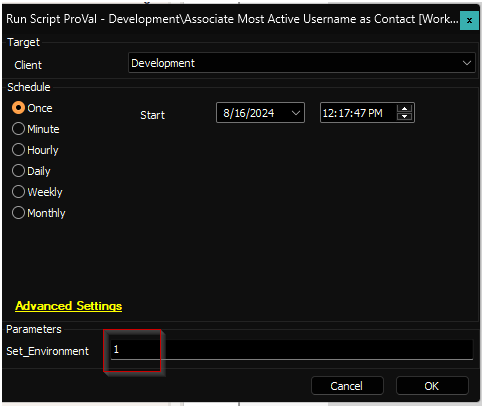 Run Script ProVal - Development\Associate Most Active Username as Contact [Work... x
Target
Client Development
Schedule
Once Start 8/16/2024 12:17:47 PM
Minute
Hourly
Daily
Weekly
Monthly
Advanced Settings
Parameters
Set_Environment 1
Cancel OK